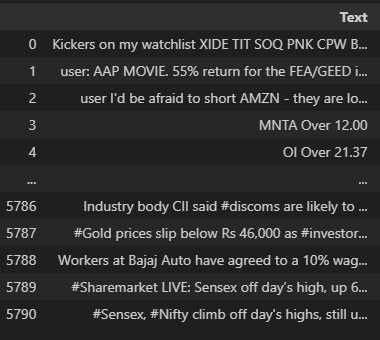 Text
0 Kickers on my watchlist XIDE TIT SOQ PNK CPW B...
1 user: AAP MOVIE. 55% return for the FEA/GEED i...
2 user I'd be afraid to short AMZN - they are lo...
3 MNTA Over 12.00
4 OI Over 21.37
... ...
5786 Industry body CII said #discoms are likely to ...
5787 #Gold prices slip below Rs 46,000 as #investor...
5788 Workers at Bajaj Auto have agreed to a 10% wag...
5789 #Sharemarket LIVE: Sensex off day's high, up 6...
5790 #Sensex, #Nifty climb off day's highs, still u...